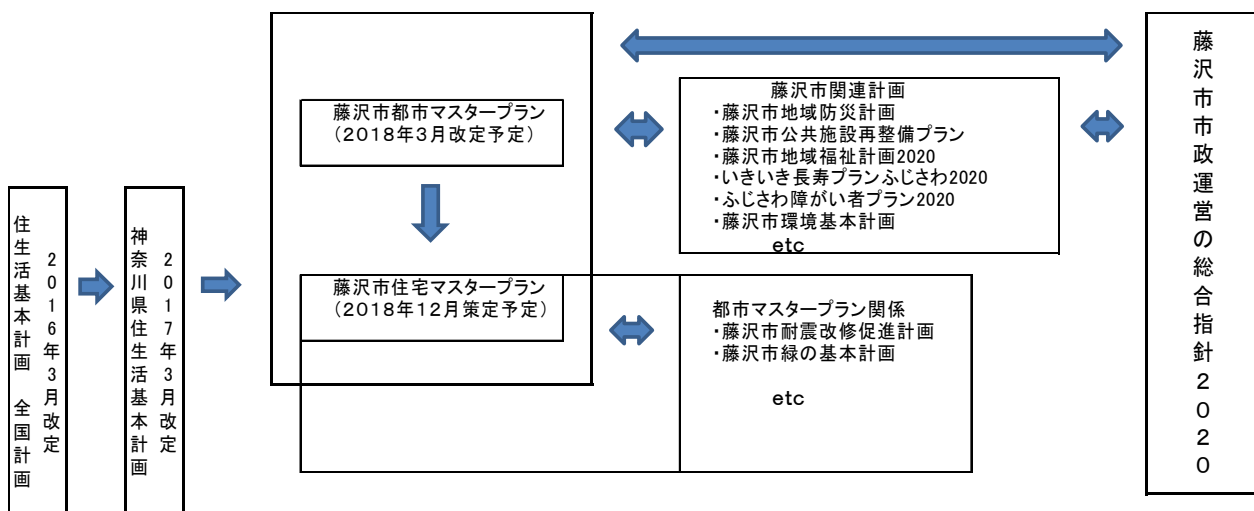 住生活基本計画　全国計画
2016年3月改定
神奈川県住生活基本計画
2017年3月改定
藤沢市都市マスタープラン
（2018年3月改定予定）
藤沢市住宅マスタープラン
（2018年12月策定予定）
藤沢市関連計画
・藤沢市地域防災計画
・藤沢市公共施設再整備プラン
・藤沢市地域福祉計画2020
・いきいき長寿プランふじさわ2020
・ふじさわ障がい者プラン2020
・藤沢市環境基本計画
etc
都市マスタープラン関係
・藤沢市耐震改修促進計画
・藤沢市緑の基本計画
etc
藤沢市市政運営の総合指針２０２０